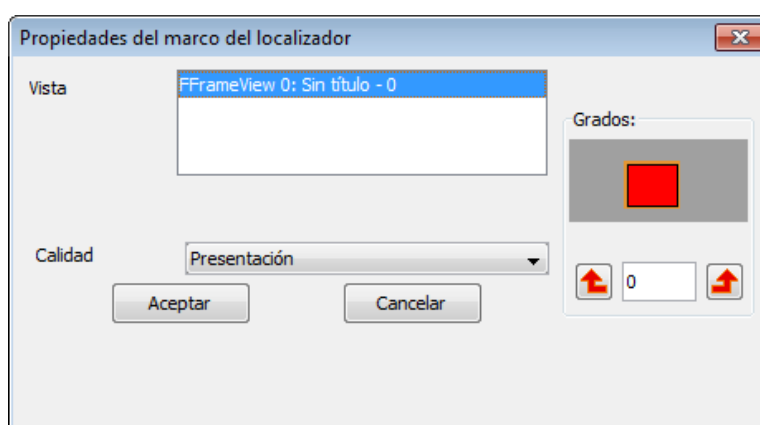 Propiedades del marco del localizador
Vista
FFrameView 0: Sin título - 0
Grados:
Calidad
Presentación
0
Aceptar
Cancelar